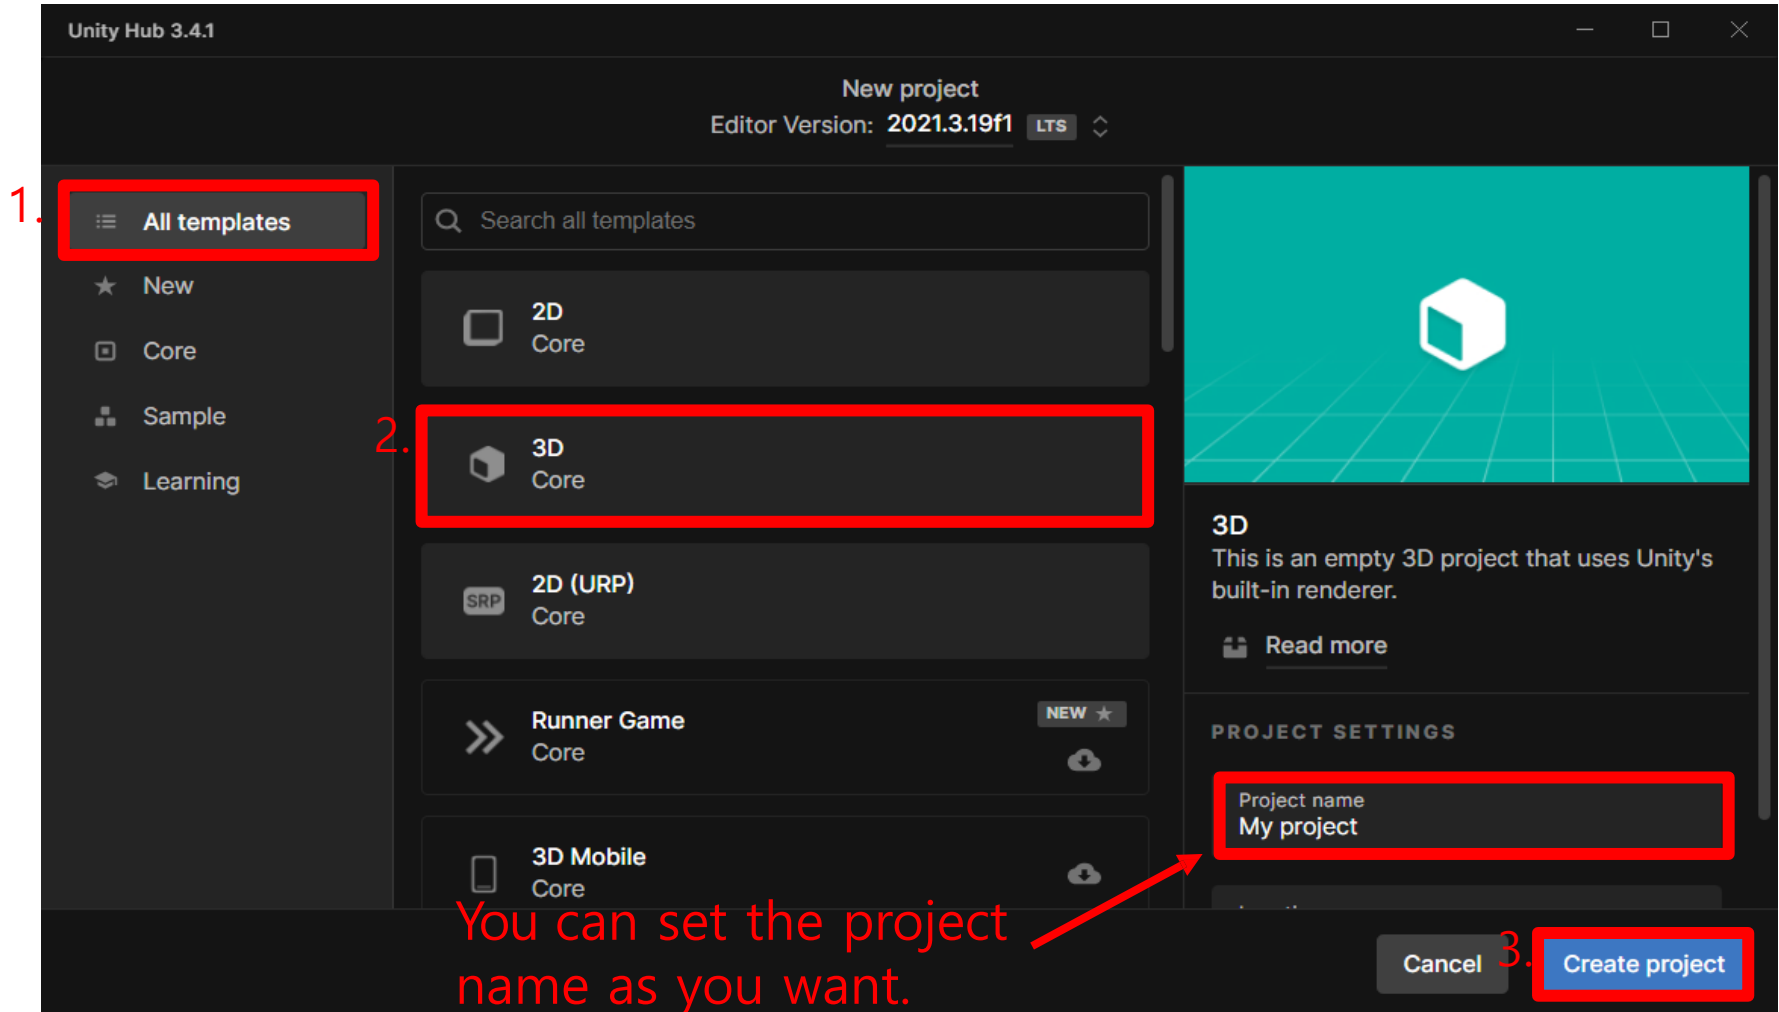 Unity Hub 3.4.1
New project
Editor Version: 2021.3.19f1 LTS
1.
All templates
New
Core
Sample
Learning
Search all templates
2D
Core
2.
3D
Core
SRP
2D (URP)
Core
Runner Game
Core
NEW
3D Mobile
Core
3D
This is an empty 3D project that uses Unity's
built-in renderer.
Read more
PROJECT SETTINGS
Project name
My project
You can set the project
name as you want.
Cancel
3.
Create project